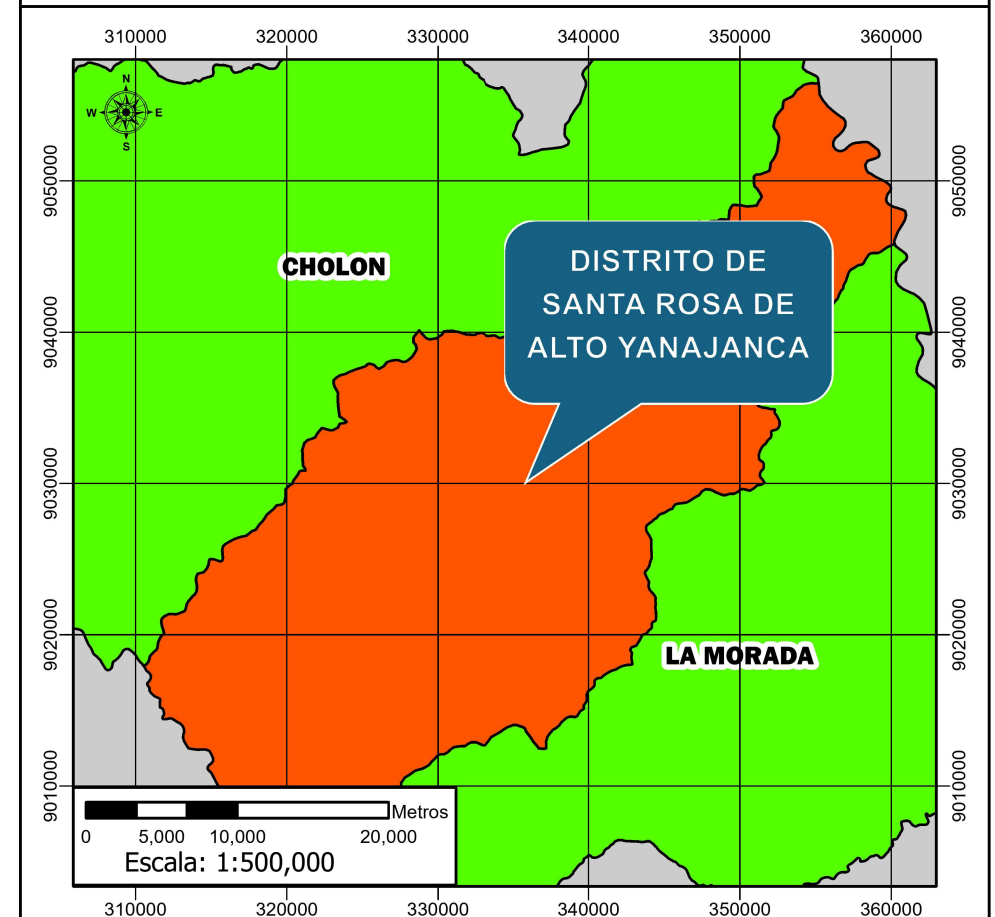 310000 320000 330000 340000 350000 360000
N
W E
S
9050000 9050000
DISTRITO DE
SANTA ROSA DE
ALTO YANAJANCA
CHOLON
9040000 9040000
9030000 9030000
9020000 9020000
LA MORADA
9010000 9010000
Metros
0 5,000 10,000 20,000
Escala: 1:500,000
310000 320000 330000 340000 350000 360000